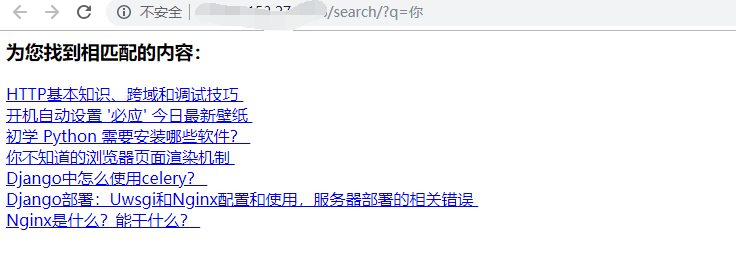 不安全 | /search/?q=你
为您找到相匹配的内容：
HTTP基本知识、跨域和调试技巧
开机自动设置 '必应' 今日最新壁纸
初学 Python 需要安装哪些软件？
你不知道的浏览器页面渲染机制
Django中怎么使用celery？
Django部署：Uwsgi和Nginx配置和使用，服务器部署的相关错误
Nginx是什么？能干什么？